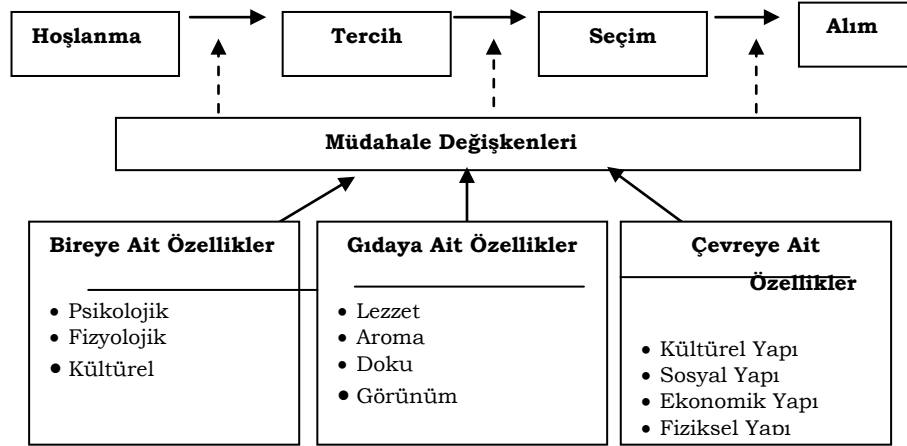 Hoşlanma
Tercih
Seçim
Alım
Müdahale Değişkenleri
Bireye Ait Özellikler
• Psikolojik
• Fizyolojik
• Kültürel
Gıdaya Ait Özellikler
• Lezzet
• Aroma
• Doku
• Görünüm
Çevreye Ait
Özellikler
• Kültürel Yapı
• Sosyal Yapı
• Ekonomik Yapı
• Fiziksel Yapı